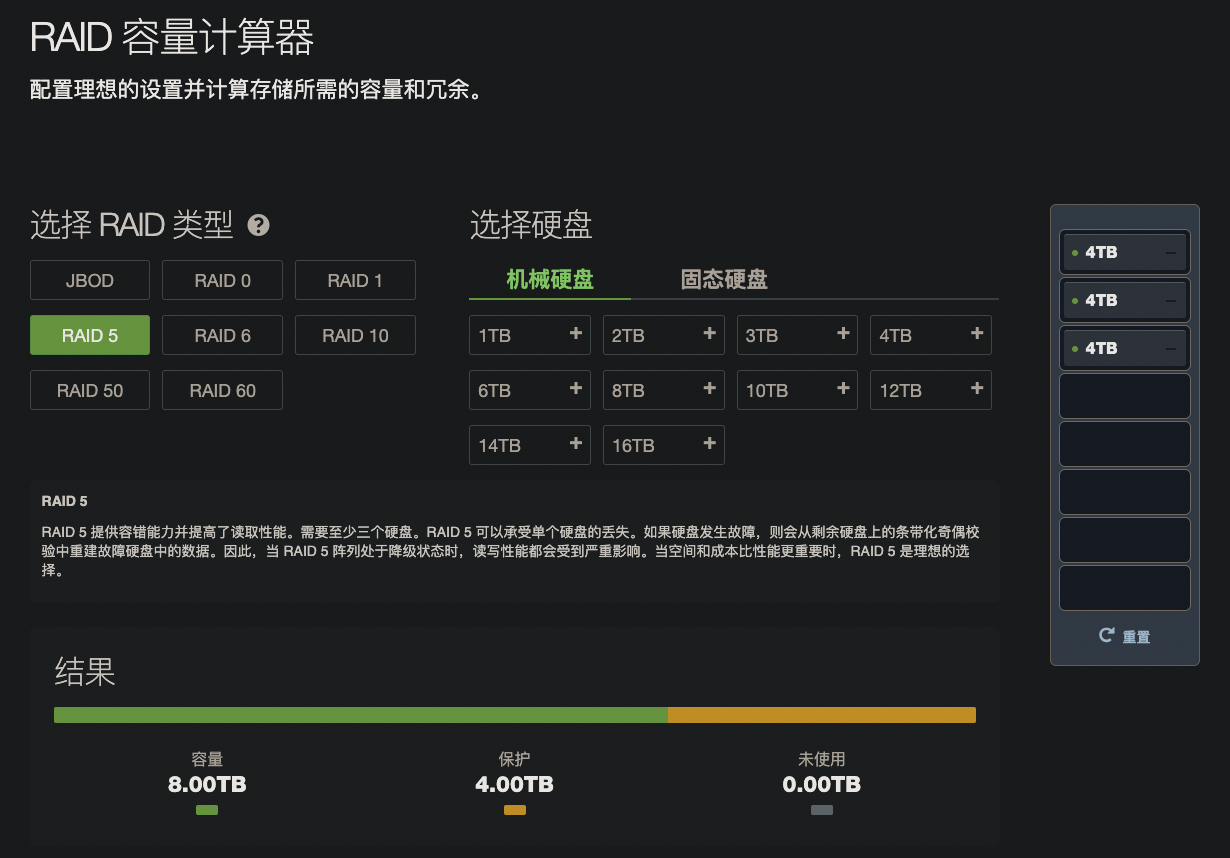 RAID 容量计算器
配置理想的设置并计算存储所需的容量和冗余。
选择 RAID 类型 ?
JBOD RAID 0 RAID 1
RAID 5 RAID 6 RAID 10
RAID 50 RAID 60
选择硬盘
机械硬盘 固态硬盘
1TB + 2TB + 3TB + 4TB +
6TB + 8TB + 10TB + 12TB +
14TB + 16TB +
4TB
4TB
4TB
重置
RAID 5
RAID 5 提供容错能力并提高了读取性能。需要至少三个硬盘。RAID 5 可以承受单个硬盘的丢失。如果硬盘发生故障，则会从剩余硬盘上的条带化奇偶校
验中重建故障硬盘中的数据。因此，当 RAID 5 阵列处于降级状态时，读写性能都会受到严重影响。当空间和成本比性能更重要时，RAID 5 是理想的选
择。
结果
容量 保护 未使用
8.00TB 4.00TB 0.00TB